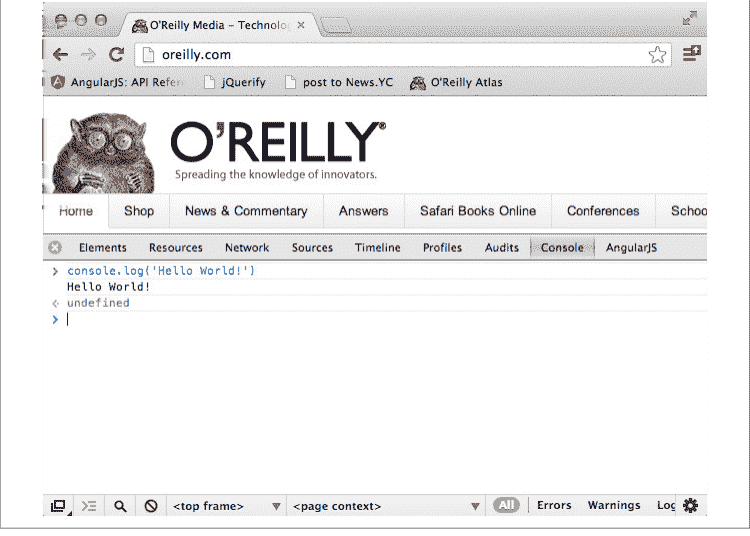 O'Reilly Media – Technolo
oreilly.com
AngularJS: API Refere jQuerify post to News.YC O'Reilly Atlas
O'REILLY®
Spreading the knowledge of innovators.
Home Shop News & Commentary Answers Safari Books Online Conferences Schoo
Elements Resources Network Sources Timeline Profiles Audits Console AngularJS
> console.log('Hello World!')
Hello World!
undefined
>
<top frame> <page context> All Errors Warnings Log